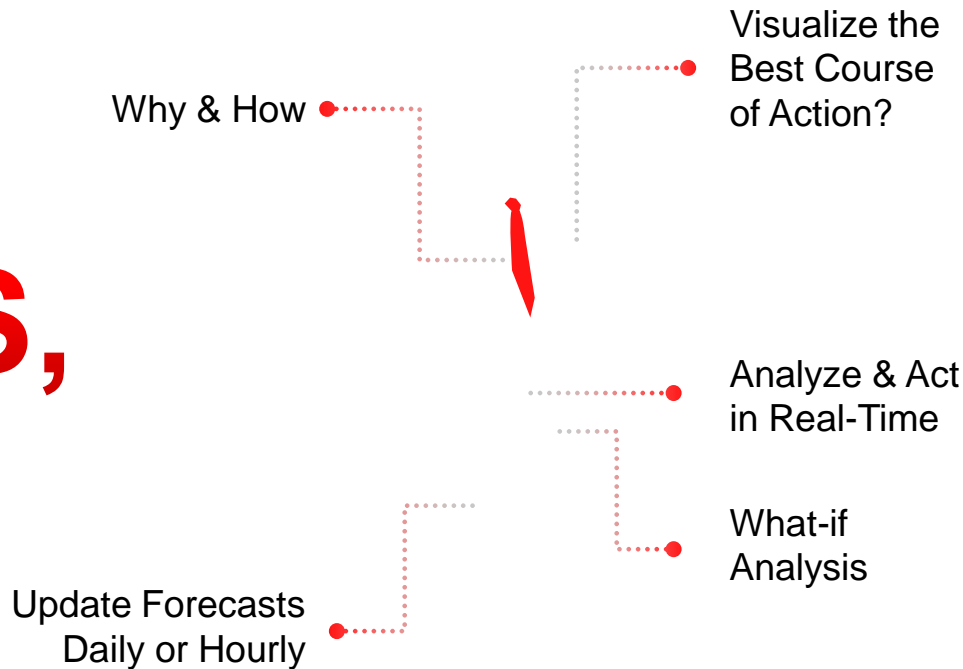 Visualize the
Best Course
of Action?
Why & How
s,
Analyze & Act
in Real-Time
What-if
Analysis
Update Forecasts
Daily or Hourly